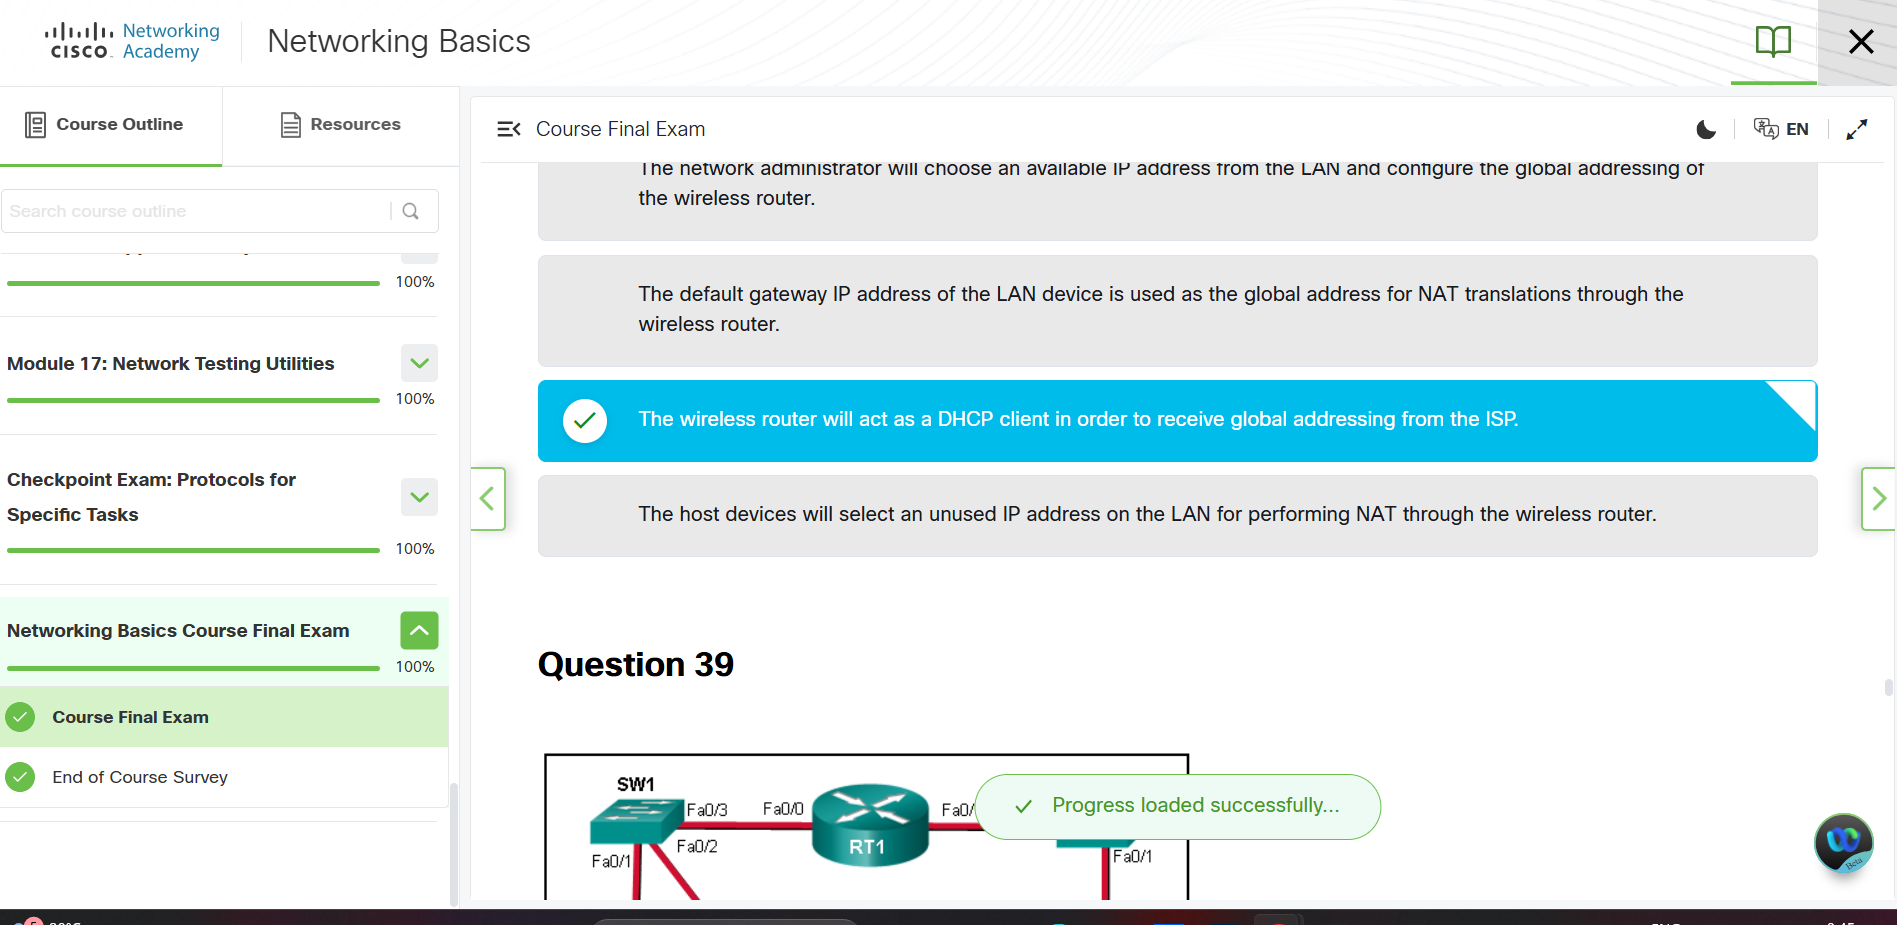 CISCO
Networking
Academy
Networking Basics
Course Outline
Resources
Search course outline
100%
Module 17: Network Testing Utilities
100%
Checkpoint Exam: Protocols for
Specific Tasks
100%
Networking Basics Course Final Exam
100%
Course Final Exam
End of Course Survey
Course Final Exam
EN
The network administrator will choose an available IP address from the LAN and configure the global addressing of
the wireless router.
The default gateway IP address of the LAN device is used as the global address for NAT translations through the
wireless router.
The wireless router will act as a DHCP client in order to receive global addressing from the ISP.
The host devices will select an unused IP address on the LAN for performing NAT through the wireless router.
Question 39
SW1
Fa0/3
Fa0/0
Fa0/
Fa0/2
Fa0/1
RT1
Fa0/1
Progress loaded successfully...
Beta